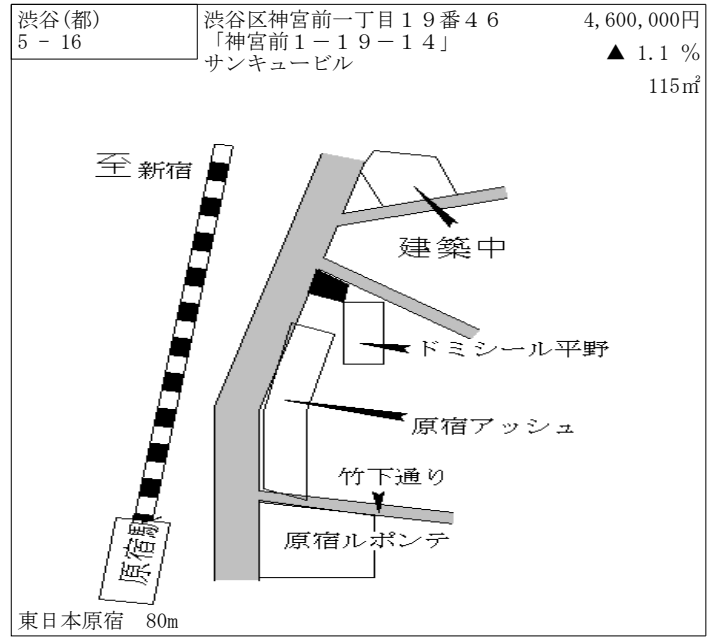 渋谷(都)
5 － 16
渋谷区神宮前一丁目１９番４６
「神宮前１－１９－１４」
サンキュービル
4,600,000円
▲ 1.1 %
115㎡
至 新宿
建築中
ドミシール平野
原宿アッシュ
竹下通り
原宿ルポンテ
原宿駅
東日本原宿 80m